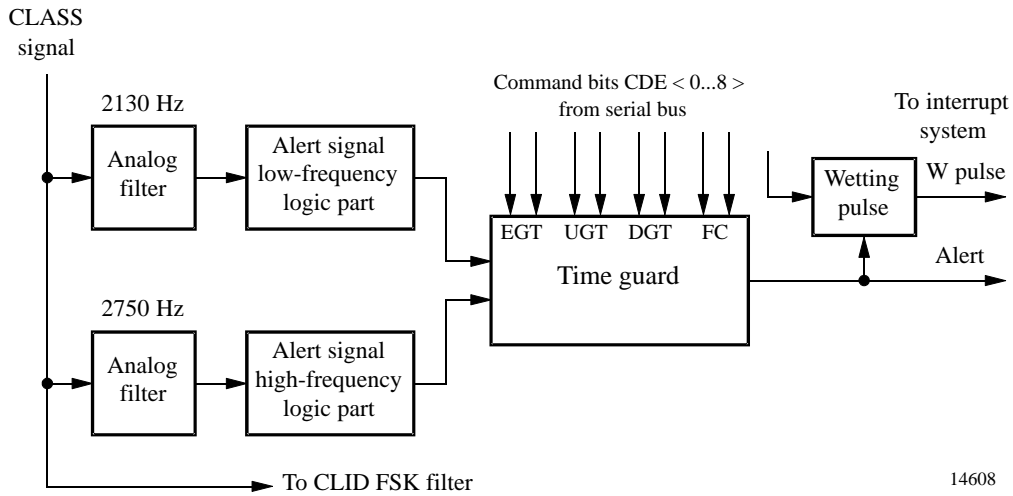 CLASS
signal
2130 Hz
Analog
filter
Alert signal
low-frequency
logic part
Command bits CDE < 0...8 >
from serial bus
EGT UGT DGT FC
Time guard
To interrupt
system
Wetting
pulse
W pulse
Alert
2750 Hz
Analog
filter
Alert signal
high-frequency
logic part
To CLID FSK filter
14608